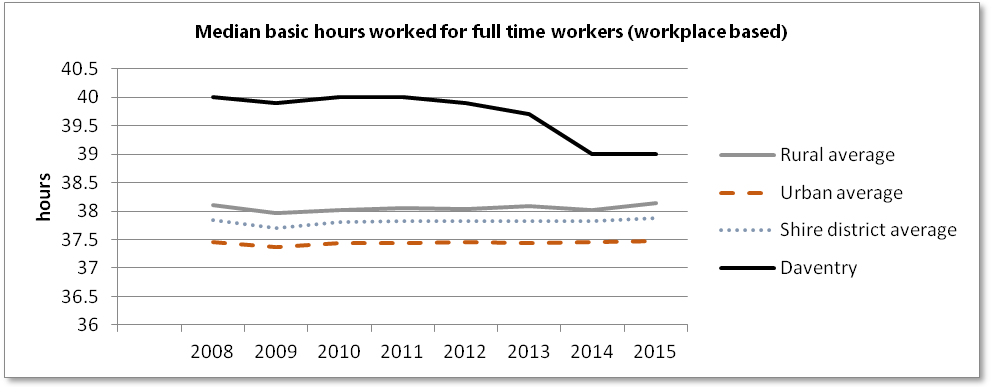 Median basic hours worked for full time workers (workplace based)
40.5
40
39.5
39
38.5
38
37.5
37
36.5
36
hours
2008 2009 2010 2011 2012 2013 2014 2015
Rural average
Urban average
Shire district average
Daventry